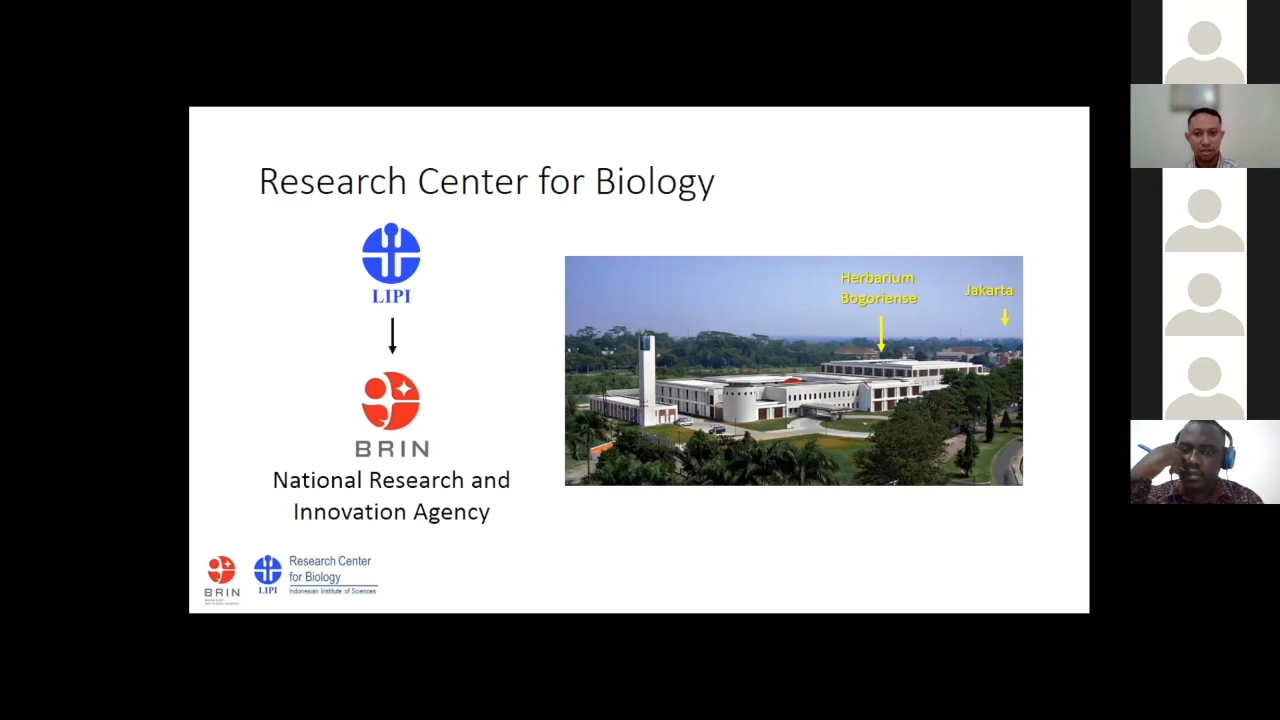 Research Center for Biology
LIPI
BRIN
National Research and
Innovation Agency
Herbarium
Bogoriense
Jakarta
BRIN
LIPI
Research Center
for Biology
Indonesian Institute of Sciences